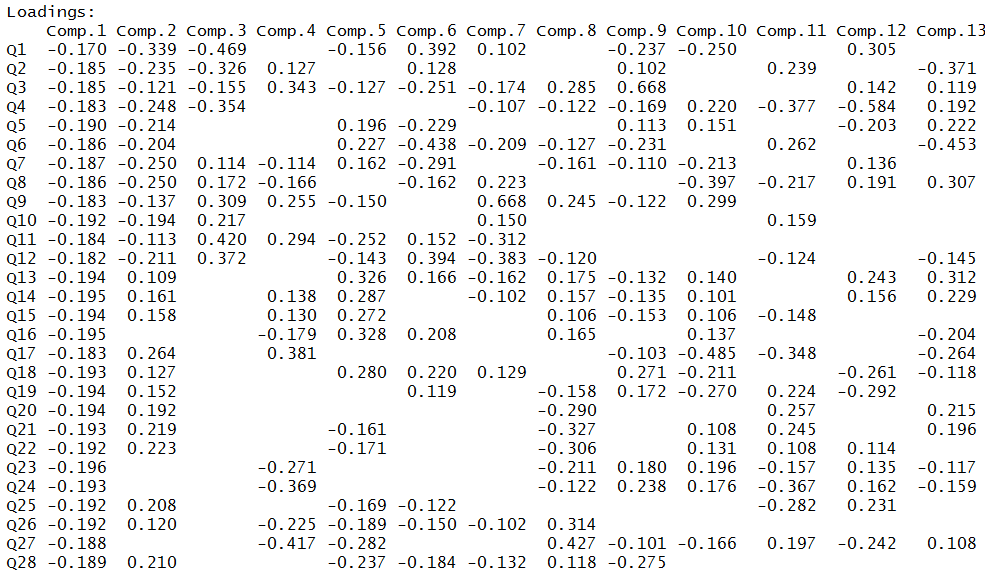 Loadings:
    Comp.1 Comp.2 Comp.3 Comp.4 Comp.5 Comp.6 Comp.7 Comp.8 Comp.9 Comp.10 Comp.11 Comp.12 Comp.13
Q1  -0.170 -0.339 -0.469        -0.156  0.392  0.102        -0.237 -0.250          0.305
Q2  -0.185 -0.235 -0.326  0.127         0.128                0.102          0.239         -0.371
Q3  -0.185 -0.121 -0.155  0.343 -0.127 -0.251 -0.174  0.285  0.668                 0.142   0.119
Q4  -0.183 -0.248 -0.354                      -0.107 -0.122 -0.169  0.220  -0.377 -0.584   0.192
Q5  -0.190 -0.214                0.196 -0.229                0.113  0.151         -0.203   0.222
Q6  -0.186 -0.204                0.227 -0.438 -0.209 -0.127 -0.231          0.262         -0.453
Q7  -0.187 -0.250  0.114 -0.114  0.162 -0.291        -0.161 -0.110 -0.213          0.136
Q8  -0.186 -0.250  0.172 -0.166        -0.162  0.223               -0.397  -0.217  0.191   0.307
Q9  -0.183 -0.137  0.309  0.255 -0.150         0.668  0.245 -0.122  0.299
Q10 -0.192 -0.194  0.217                       0.150                        0.159
Q11 -0.184 -0.113  0.420  0.294 -0.252  0.152 -0.312
Q12 -0.182 -0.211  0.372        -0.143  0.394 -0.383 -0.120                -0.124         -0.145
Q13 -0.194  0.109                0.326  0.166 -0.162  0.175 -0.132  0.140          0.243   0.312
Q14 -0.195  0.161         0.138  0.287        -0.102  0.157 -0.135  0.101          0.156   0.229
Q15 -0.194  0.158         0.130  0.272                0.106 -0.153  0.106  -0.148
Q16 -0.195               -0.179  0.328  0.208         0.165         0.137                 -0.204
Q17 -0.183  0.264         0.381                             -0.103 -0.485  -0.348         -0.264
Q18 -0.193  0.127                0.280  0.220  0.129         0.271 -0.211         -0.261  -0.118
Q19 -0.194  0.152                       0.119        -0.158  0.172 -0.270   0.224 -0.292
Q20 -0.194  0.192                                    -0.290                 0.257          0.215
Q21 -0.193  0.219               -0.161               -0.327         0.108   0.245          0.196
Q22 -0.192  0.223               -0.171               -0.306         0.131   0.108  0.114
Q23 -0.196               -0.271                      -0.211  0.180  0.196  -0.157  0.135  -0.117
Q24 -0.193               -0.369                      -0.122  0.238  0.176  -0.367  0.162  -0.159
Q25 -0.192  0.208               -0.169 -0.122                              -0.282  0.231
Q26 -0.192  0.120        -0.225 -0.189 -0.150 -0.102  0.314
Q27 -0.188               -0.417 -0.282                0.427 -0.101 -0.166   0.197 -0.242   0.108
Q28 -0.189  0.210               -0.237 -0.184 -0.132  0.118 -0.275